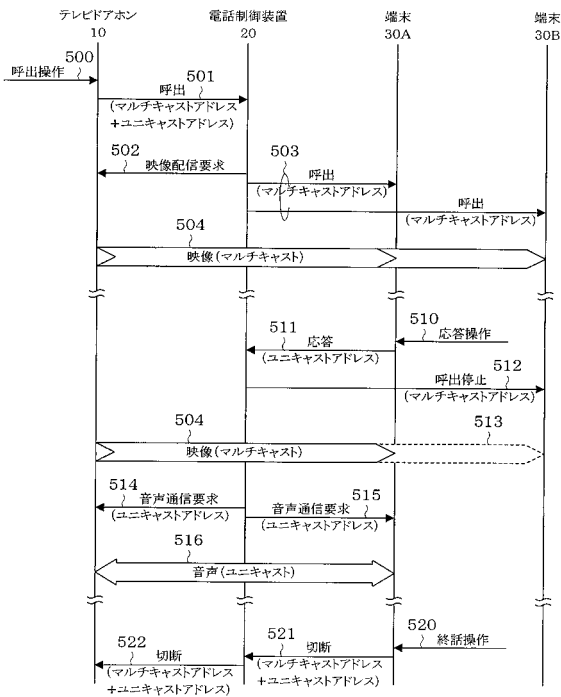 テレビドアホン 電話制御装置 端末 端末
10 20 30A 30B
500
呼出操作
501
呼出
(マルチキャストアドレス
+ユニキャストアドレス)
502
映像配信要求
503
呼出
(マルチキャストアドレス)
呼出
(マルチキャストアドレス)
504
映像(マルチキャスト)
510
応答操作
511
応答
(ユニキャストアドレス)
512
呼出停止
(マルチキャストアドレス)
504
映像(マルチキャスト)
513
514
音声通信要求
(ユニキャストアドレス)
515
音声通信要求
(ユニキャストアドレス)
516
音声(ユニキャスト)
520
終話操作
521
切断
(マルチキャストアドレス
+ユニキャストアドレス)
522
切断
(マルチキャストアドレス
+ユニキャストアドレス)